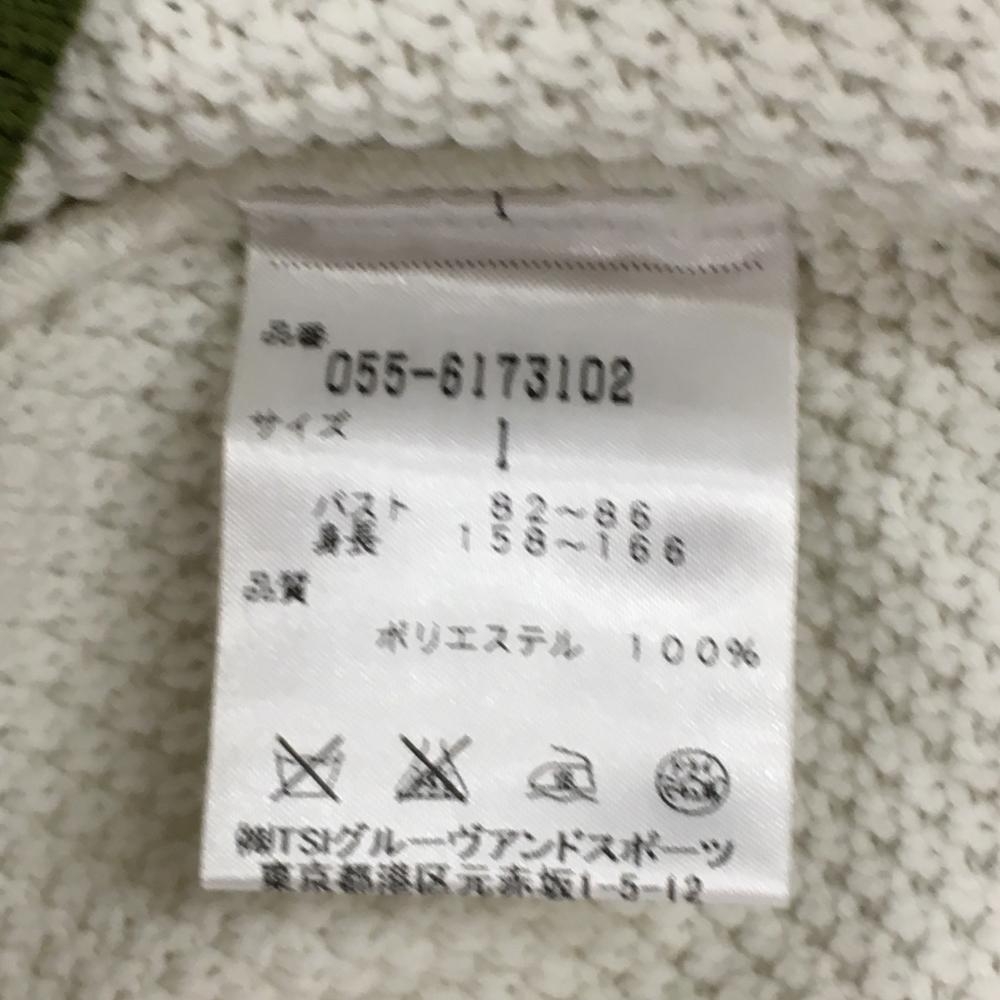 1
品番
055-6173102
サイズ
1
バスト 82～86
身長 158～166
品質
ポリエステル 100%
㈱TSIグルーヴアンドスポーツ
東京都港区元赤坂1-5-12